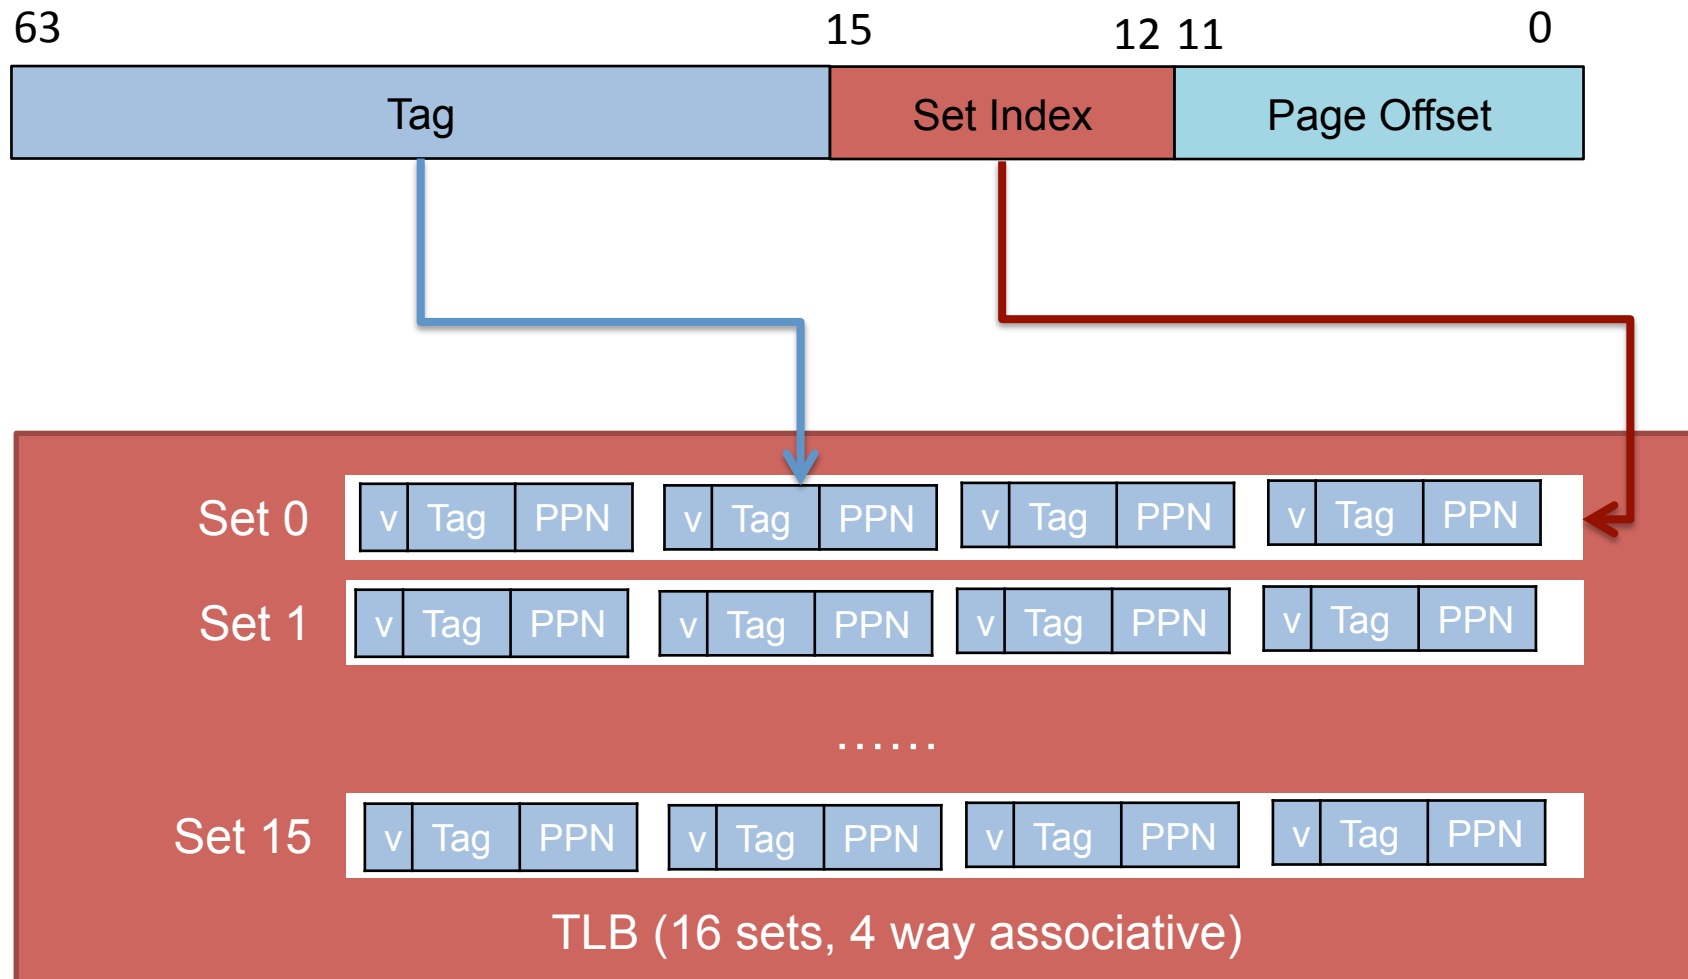 63 15 12 11 0
Tag Set Index Page Offset
Set 0 v Tag PPN v Tag PPN v Tag PPN v Tag PPN
Set 1 v Tag PPN v Tag PPN v Tag PPN v Tag PPN
......
Set 15 v Tag PPN v Tag PPN v Tag PPN v Tag PPN
TLB (16 sets, 4 way associative)